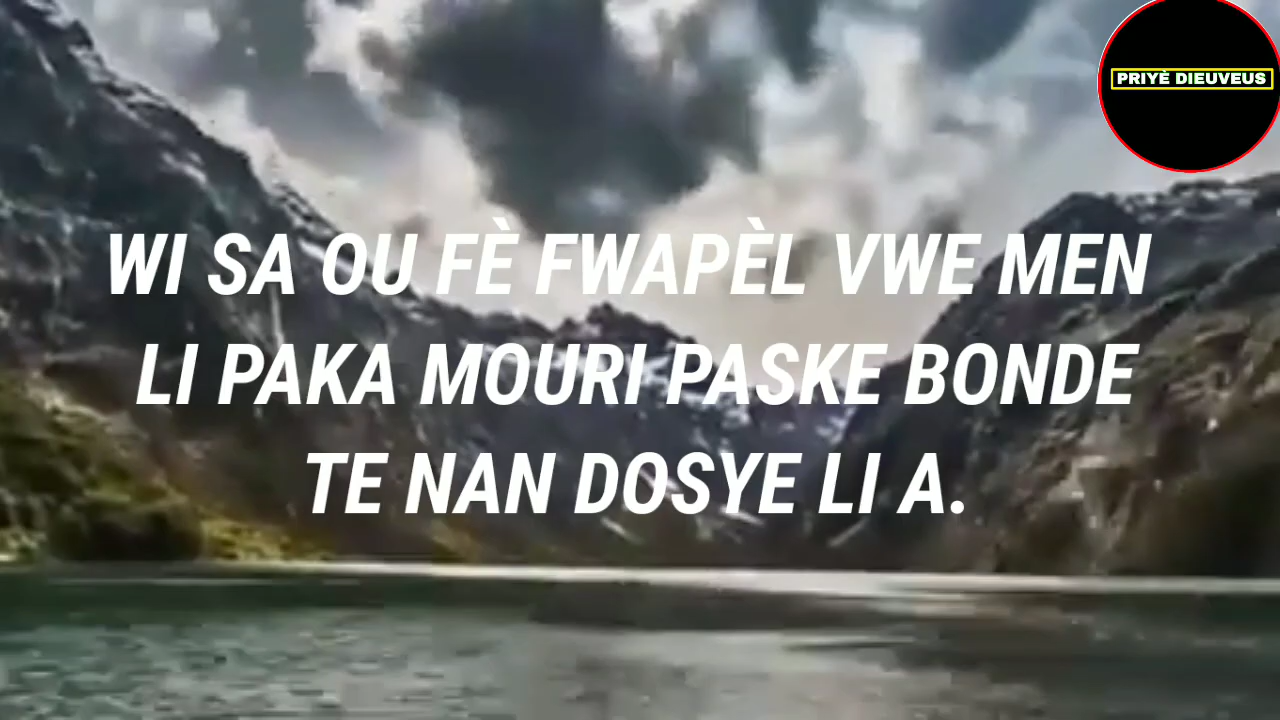 PRIYÈ DIEUVEUS
WI SA OU FÈ FWAPÈL VWE MEN
LI PAKA MOURI PASKE BONDE
TE NAN DOSYE LI A.